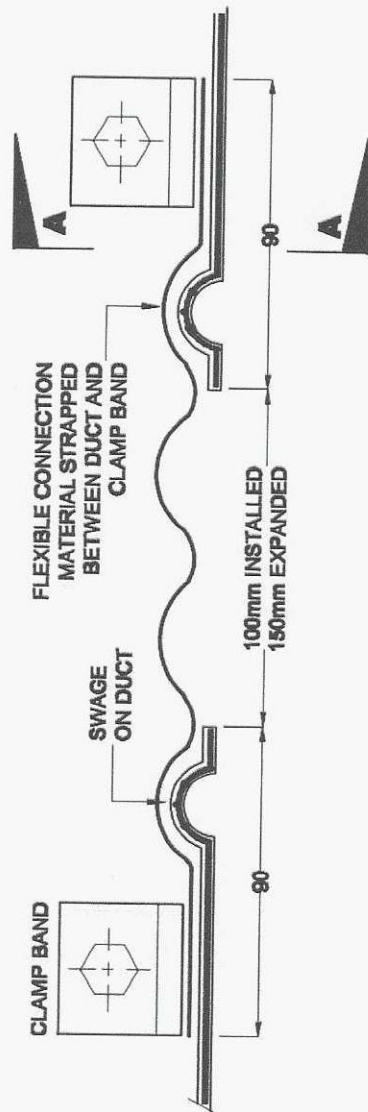 CLAMP BAND
SWAGE
ON DUCT
FLEXIBLE CONNECTION
MATERIAL STRAPPED
BETWEEN DUCT AND
CLAMP BAND
A
90
100mm INSTALLED
150mm EXPANDED
90
A